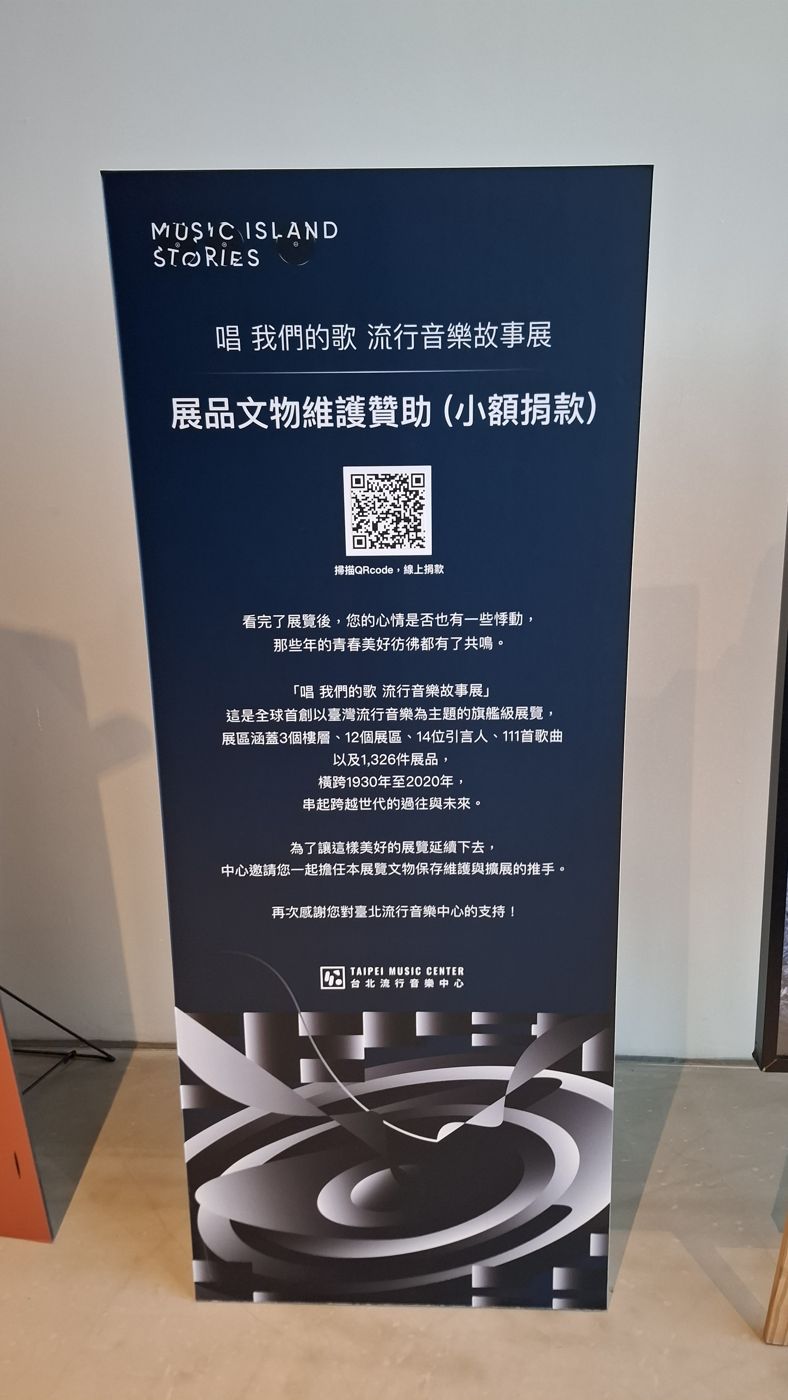 MUSIC ISLAND
STORIES
唱 我們的歌 流行音樂故事展
展品文物維護贊助（小額捐款）
掃描QRcode，線上捐款
看完了展覽後，您的心情是否也有一些悸動，
那些年的青春美好彷彿都有了共鳴。
「唱 我們的歌 流行音樂故事展」
這是全球首創以臺灣流行音樂為主題的旗艦級展覽，
展區涵蓋3個樓層、12個展區、14位引言人、111首歌曲
以及1,326件展品，
橫跨1930年至2020年，
串起跨越世代的過往與未來。
為了讓這樣美好的展覽延續下去，
中心邀請您一起擔任本展覽文物保存維護與擴展的推手。
再次感謝您對臺北流行音樂中心的支持！
TAIPEI MUSIC CENTER
台北流行音樂中心